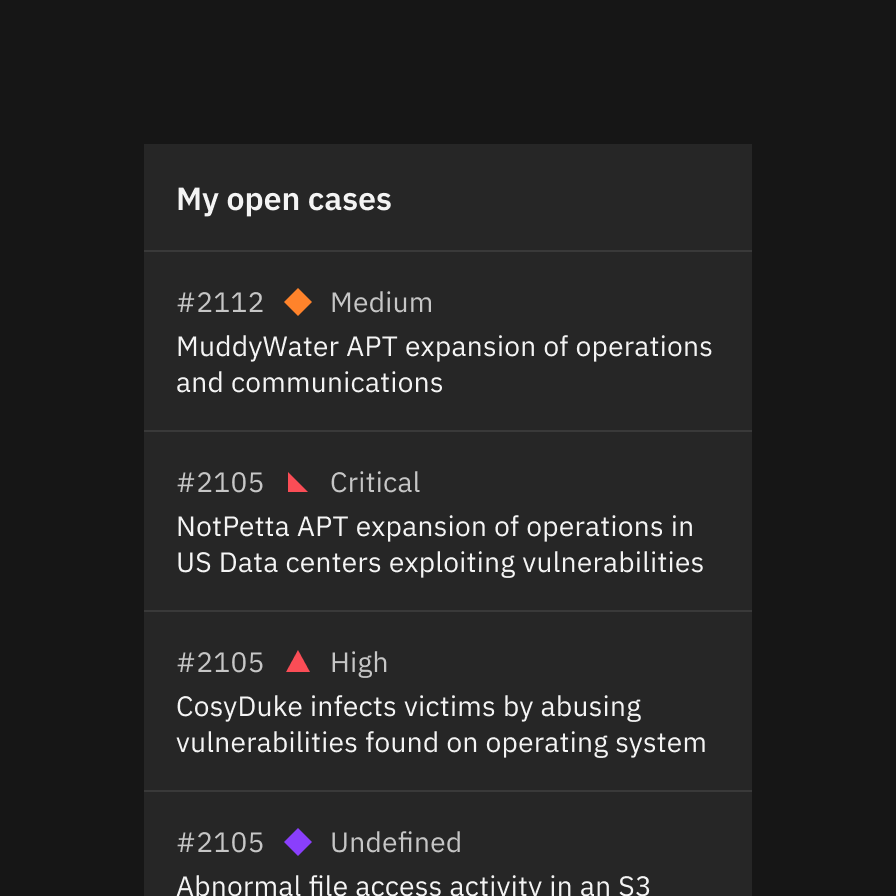 My open cases
#2112 Medium
MuddyWater APT expansion of operations
and communications
#2105 Critical
NotPetta APT expansion of operations in
US Data centers exploiting vulnerabilities
#2105 High
CosyDuke infects victims by abusing
vulnerabilities found on operating system
#2105 Undefined
Abnormal file access activity in an S3